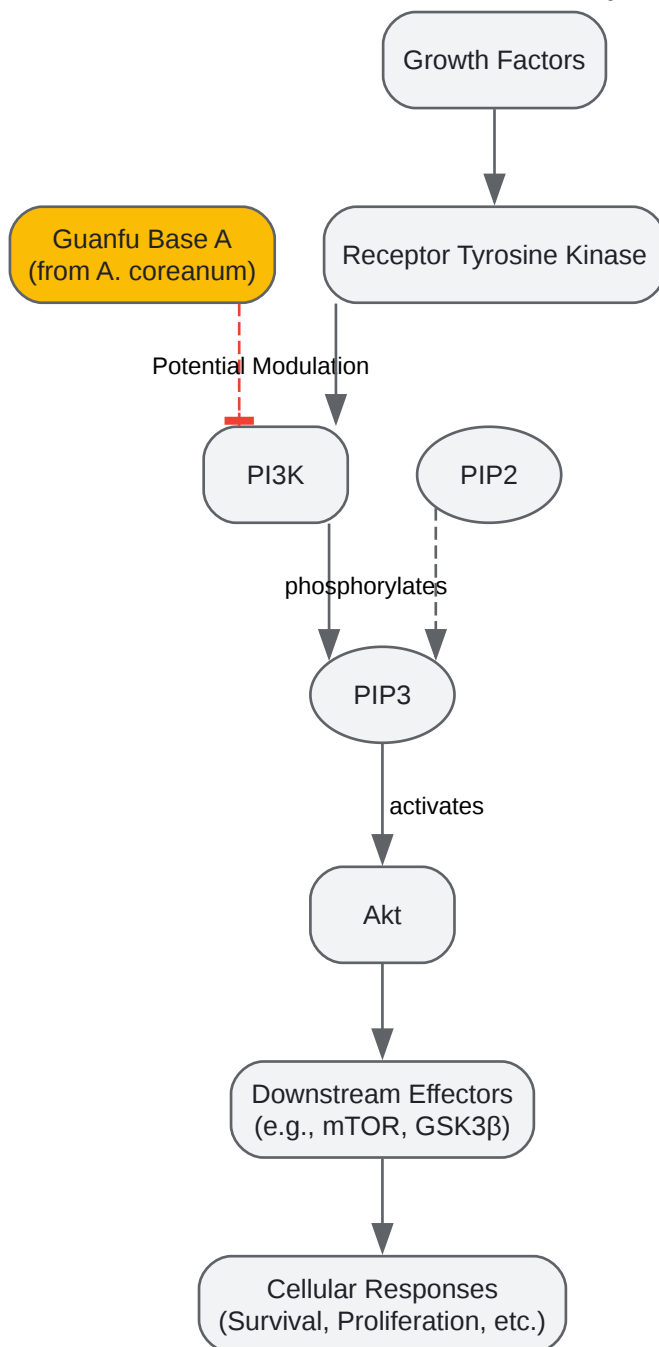 Growth Factors
Guanfu Base A
(from A. coreanum)
Receptor Tyrosine Kinase
Potential Modulation
PI3K
PIP2
phosphorylates
PIP3
activates
Akt
Downstream Effectors
(e.g., mTOR, GSK3β)
Cellular Responses
(Survival, Proliferation, etc.)